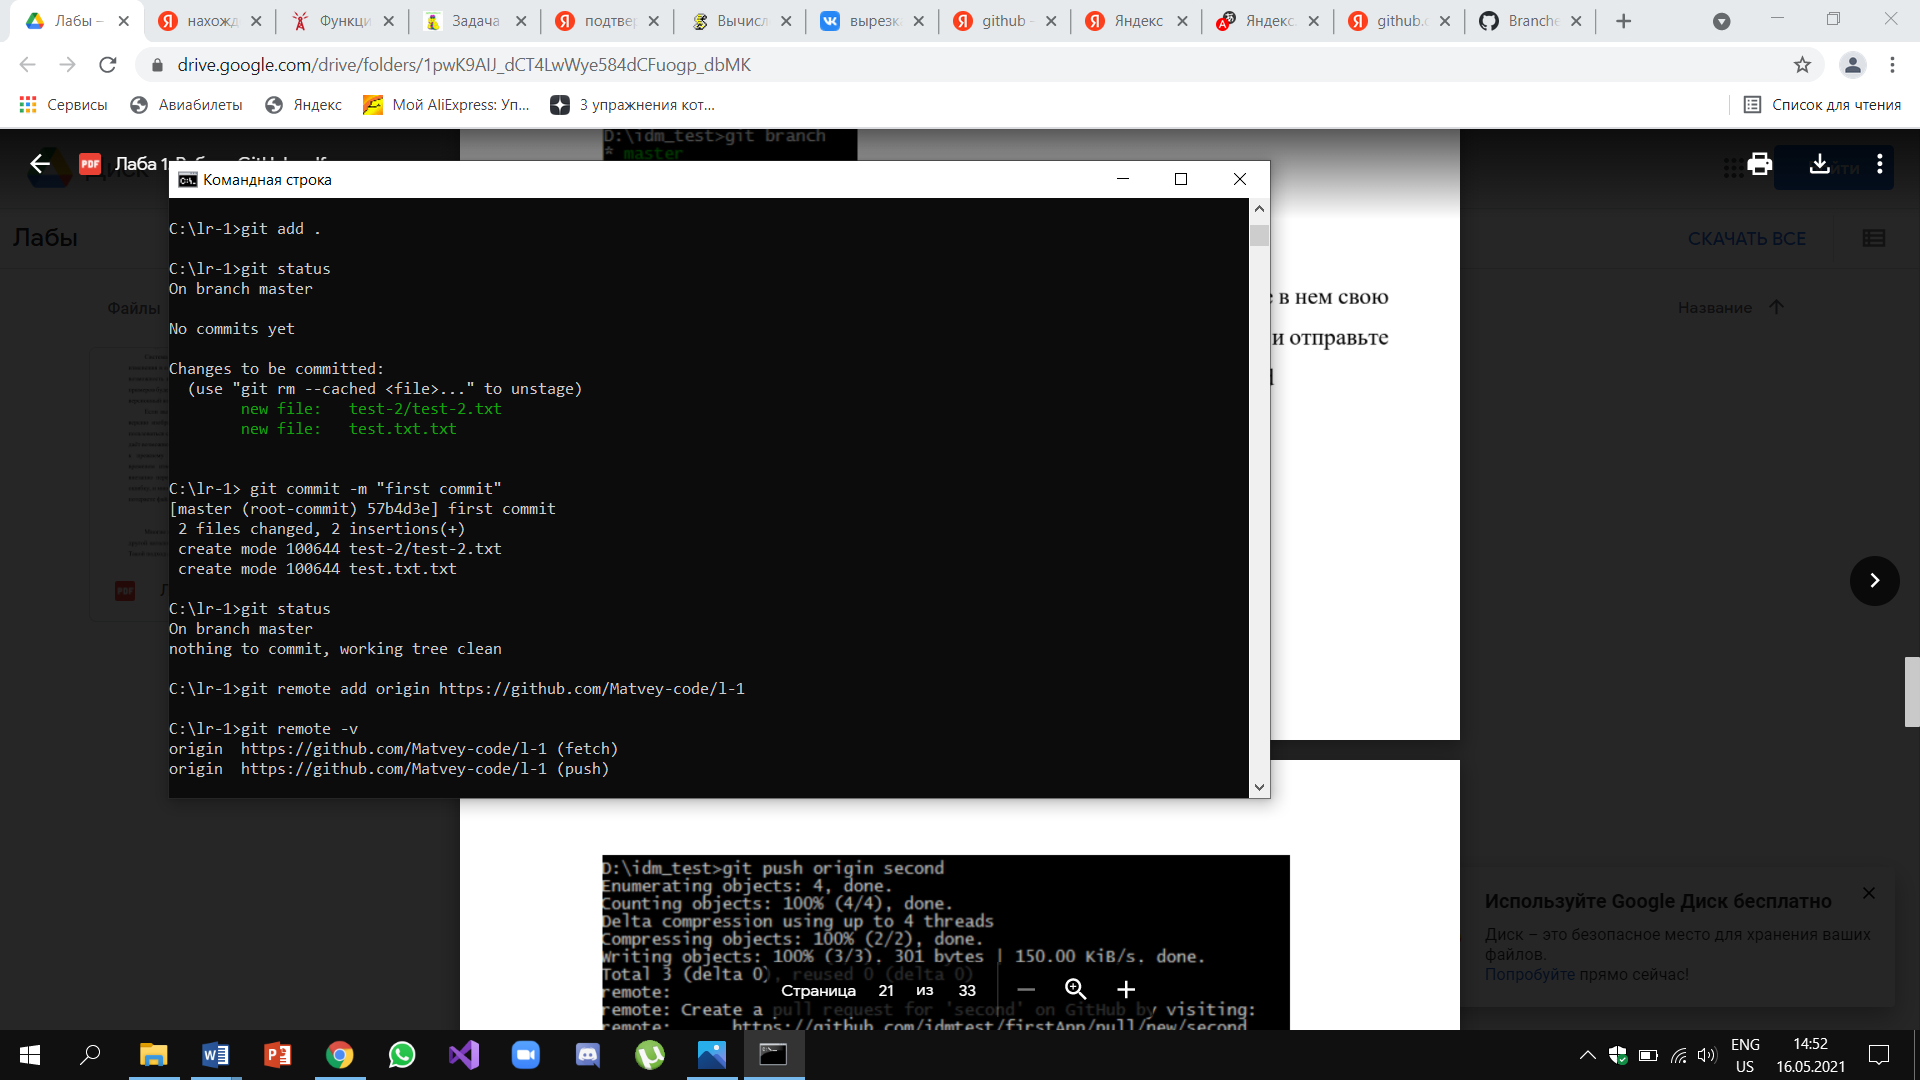 Лабы –
нахожд
Функци
Задача
подтвер
Вычисл
вырезка
github -
Яндекс
Яндекс.
github.c
Branche
drive.google.com/drive/folders/1pwK9AIJ_dCT4LwWye584dCFuogp_dbMK
Сервисы
Авиабилеты
Яндекс
Мой AliExpress: Уп...
3 упражнения кот...
Список для чтения
D:\idm_test>git branch
* master
PDF
Командная строка
Лабы
СКАЧАТЬ ВСЕ
Файлы
Название
в нем свою
и отправьте
C:\lr-1>git add .
C:\lr-1>git status
On branch master
No commits yet
Changes to be committed:
(use "git rm --cached <file>..." to unstage)
new file:   test-2/test-2.txt
new file:   test.txt.txt
C:\lr-1> git commit -m "first commit"
[master (root-commit) 57b4d3e] first commit
2 files changed, 2 insertions(+)
create mode 100644 test-2/test-2.txt
create mode 100644 test.txt.txt
C:\lr-1>git status
On branch master
nothing to commit, working tree clean
C:\lr-1>git remote add origin https://github.com/Matvey-code/l-1
C:\lr-1>git remote -v
origin  https://github.com/Matvey-code/l-1 (fetch)
origin  https://github.com/Matvey-code/l-1 (push)
D:\idm_test>git push origin second
Enumerating objects: 4, done.
Counting objects: 100% (4/4), done.
Delta compression using up to 4 threads
Compressing objects: 100% (2/2), done.
Writing objects: 100% (3/3), 301 bytes | 150.00 KiB/s, done.
Total 3 (delta 0), reused 0 (delta 0)
remote:
remote: Create a pull request for 'second' on GitHub by visiting:
remote:      https://github.com/idmtest/firstApp/pull/new/second
Страница 21 из 33
Используйте Google Диск бесплатно
Диск – это безопасное место для хранения ваших
файлов.
Попробуйте прямо сейчас!
ENG
US
14:52
16.05.2021